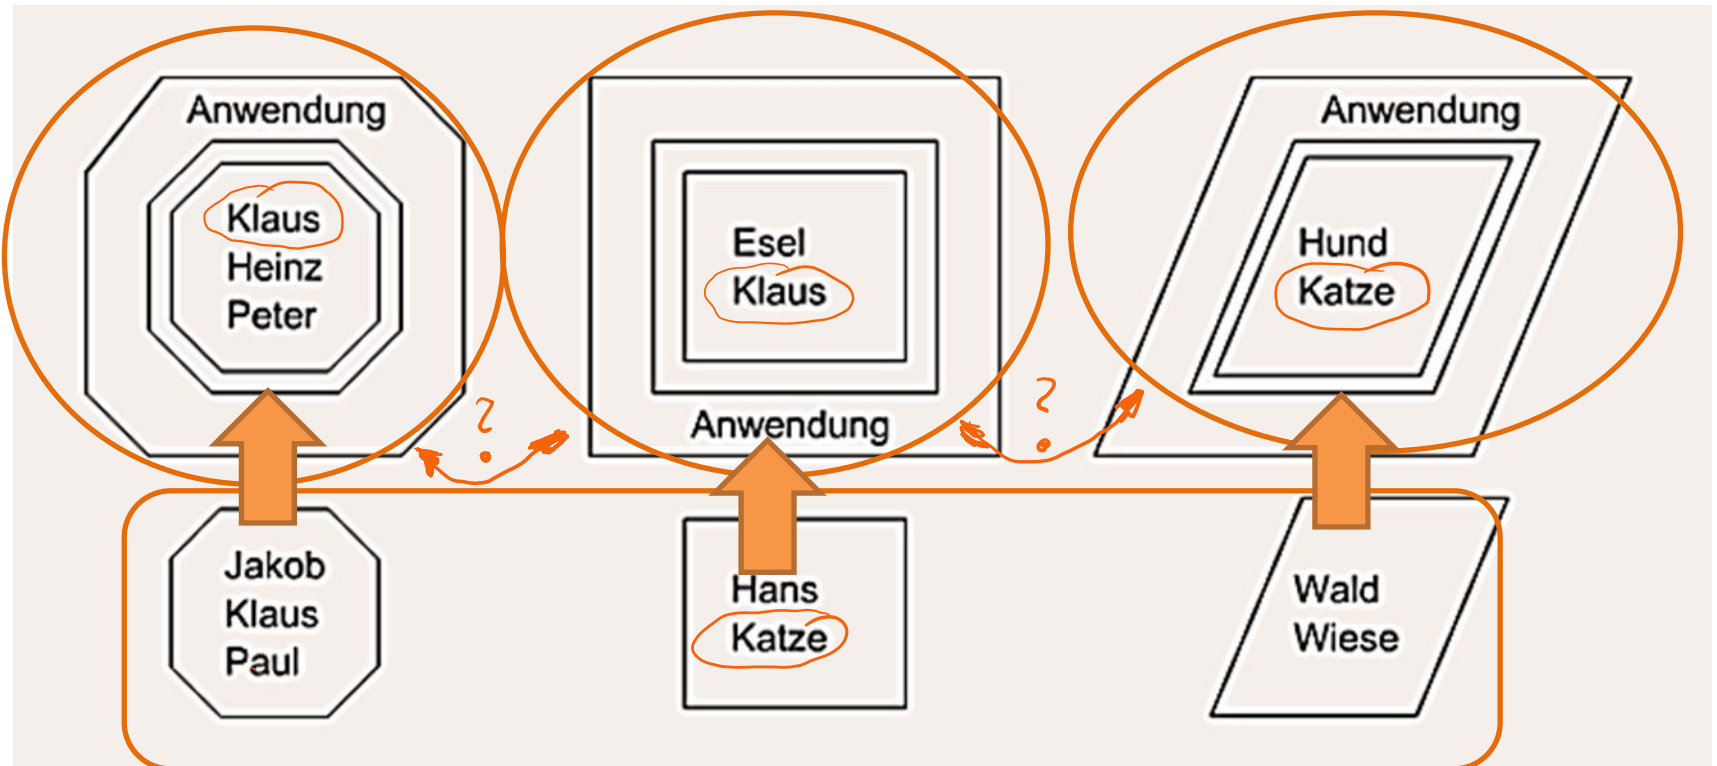 Anwendung
Klaus
Heinz
Peter
Esel
Klaus
Anwendung
Anwendung
Hund
Katze
?
?
Jakob
Klaus
Paul
Hans
Katze
Wald
Wiese